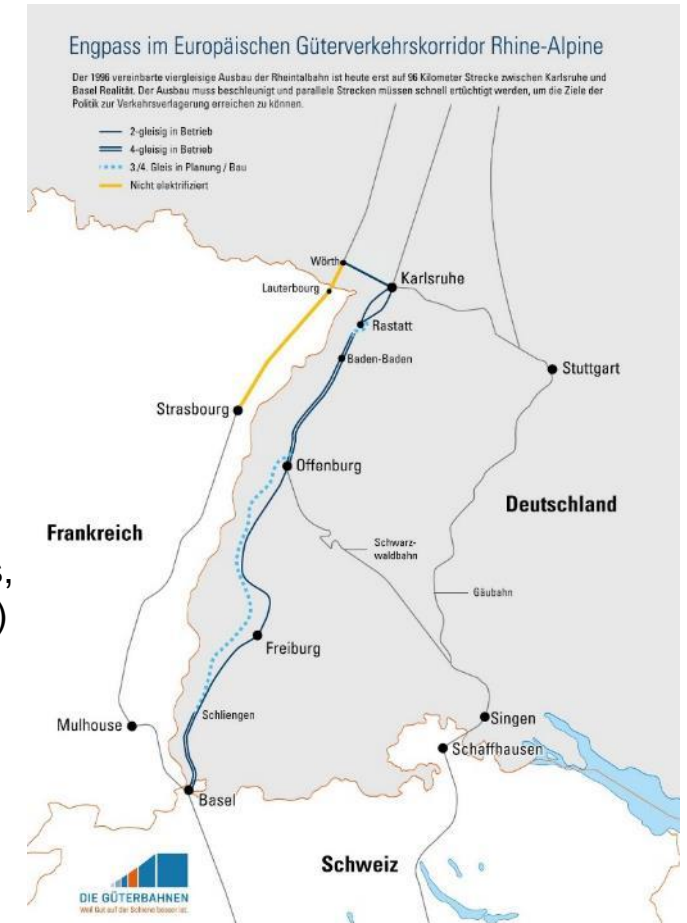 Engpass im Europäischen Güterverkehrskorridor Rhine-Alpine
Der 1996 vereinbarte viergleisige Ausbau der Rheintalbahn ist heute erst auf 96 Kilometer Strecke zwischen Karlsruhe und
Basel Realität. Der Ausbau muss beschleunigt und parallele Strecken müssen schnell ertüchtigt werden, um die Ziele der
Politik zur Verkehrsverlagerung erreichen zu können.
2-gleisig in Betrieb
4-gleisig in Betrieb
3./4. Gleis in Planung / Bau
Nicht elektrifiziert
Wörth
Karlsruhe
Lauterbourg
Rastatt
Baden-Baden
Stuttgart
Strasbourg
Offenburg
Deutschland
Frankreich
Schwarz-
waldbahn
s,
Gäubahn
)
Freiburg
Schliengen
Singen
Mulhouse
Schaffhausen
Basel
Schweiz
DIE GÜTERBAHNEN
Weil Gut auf der Schiene besser ist.